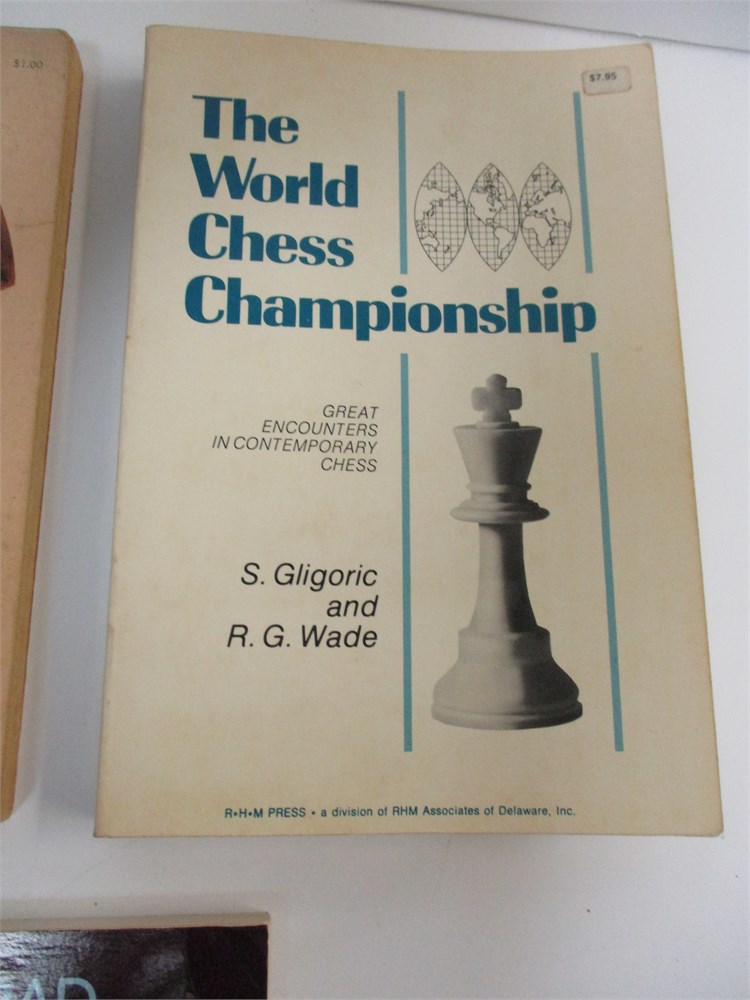 $1.00
$7.95
The
World
Chess
Championship
GREAT
ENCOUNTERS
IN CONTEMPORARY
CHESS
S. Gligoric
and
R. G. Wade
R•H•M PRESS • a division of RHM Associates of Delaware, Inc.
AD